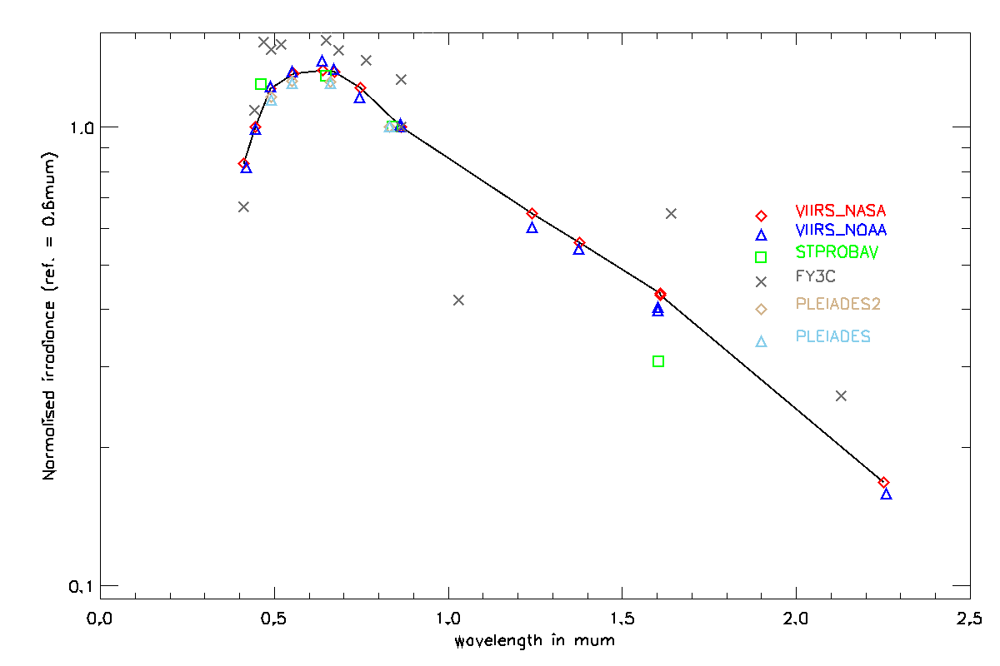 1.0
0.1
Normalised irradiance (ref. = 0.6mum)
VIIRS_NASA
VIIRS_NOAA
STPROBAV
FY3C
PLEIADES2
PLEIADES
0.0 0.5 1.0 1.5 2.0 2.5
wavelength in mum